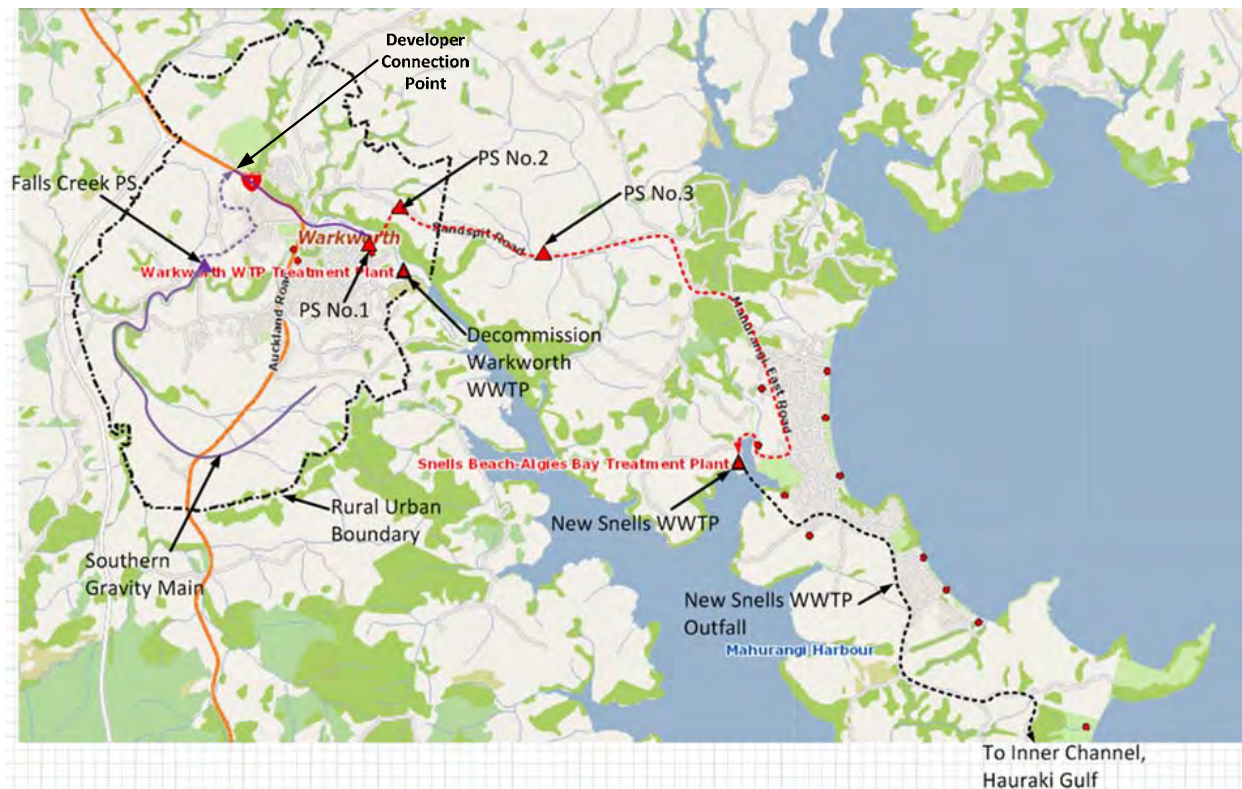 Developer
Connection
Point
PS No.2
Falls Creek PS
PS No.3
Sandspit Road
Warkworth
Warkworth WTP Treatment Plant
PS No.1
Auckland Road
Decommission
Warkworth
WWTP
Mahurangi East Road
Snells Beach-Algies Bay Treatment Plant
Rural Urban
Boundary
New Snells WWTP
Southern
Gravity Main
New Snells WWTP
Outfall
Mahurangi Harbour
To Inner Channel,
Hauraki Gulf